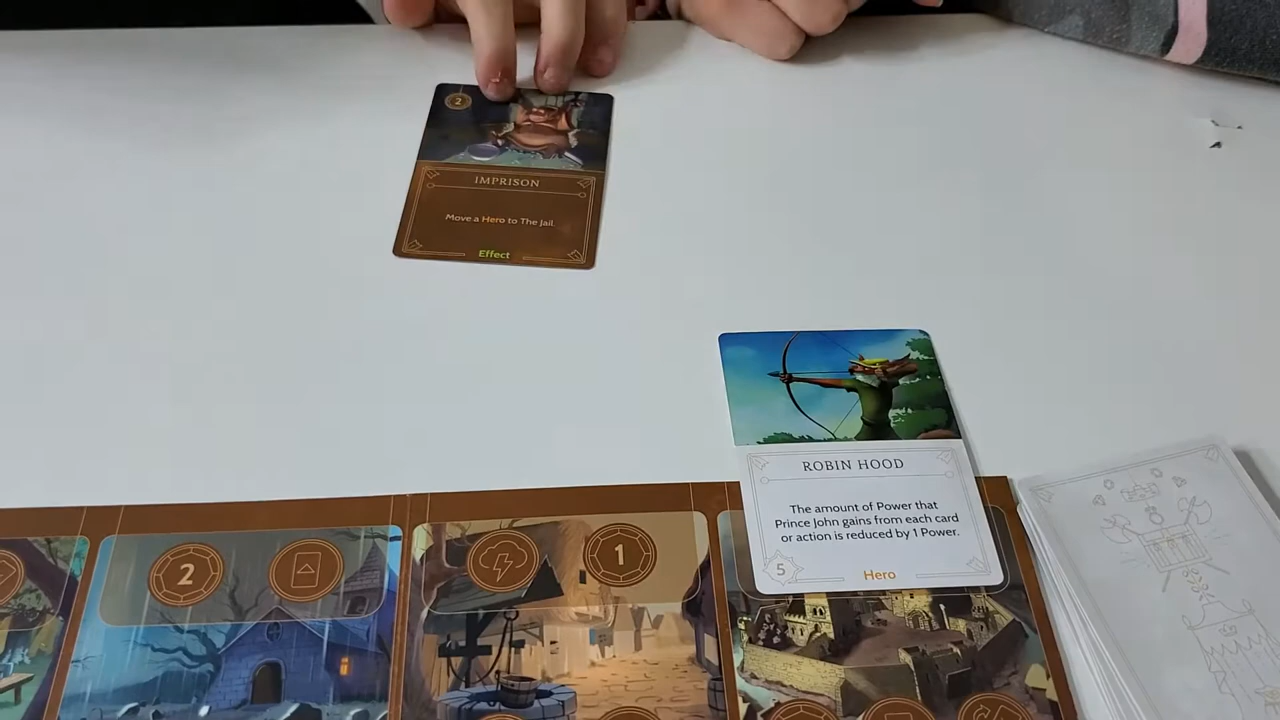 2
IMPRISON
Move a Hero to The Jail.
Effect
ROBIN HOOD
The amount of Power that
Prince John gains from each card
or action is reduced by 1 Power.
5
Hero
2
1